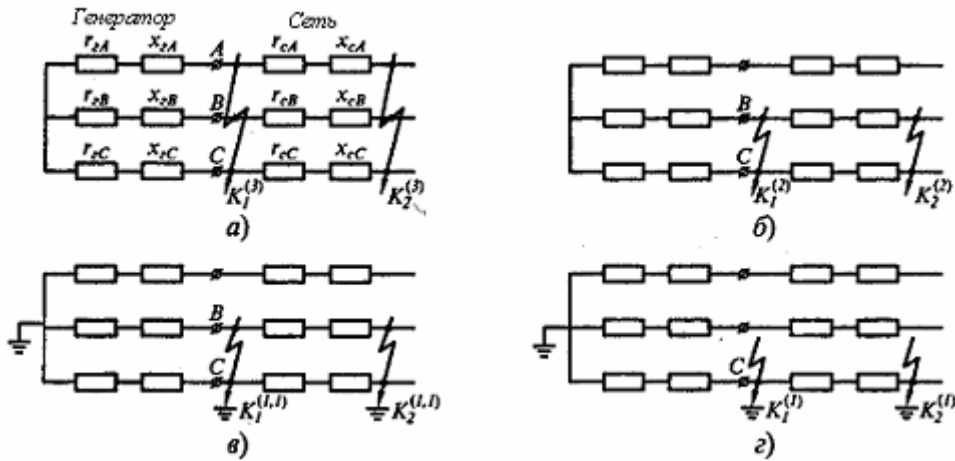 Генератор Сеть
r_гA x_гA A r_сA x_сA
r_гB x_гB B r_сB x_сB
r_гC x_гC C r_сC x_сC
K_1^(3) K_2^(3)
а)
B
C
K_1^(2) K_2^(2)
б)
B
C
K_1^(1,1) K_2^(1,1)
в)
C
K_1^(1) K_2^(1)
г)